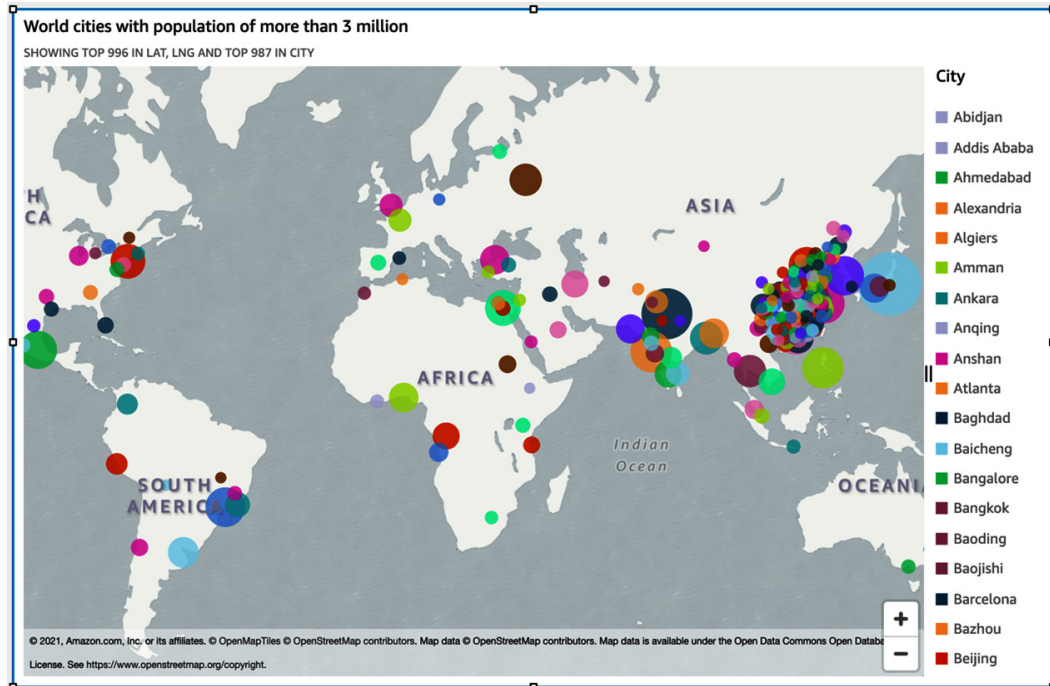 World cities with population of more than 3 million
SHOWING TOP 996 IN LAT, LNG AND TOP 987 IN CITY
City
Abidjan
Addis Ababa
Ahmedabad
Alexandria
Algiers
Amman
Ankara
Anqing
Anshan
Atlanta
Baghdad
Baicheng
Bangalore
Bangkok
Baoding
Baojishi
Barcelona
Bazhou
Beijing
H
CA
ASIA
AFRICA
Indian
Ocean
SOUTH
AMERICA
OCEANI
+
−
© 2021, Amazon.com, Inc. or its affiliates. © OpenMapTiles © OpenStreetMap contributors. Map data © OpenStreetMap contributors. Map data is available under the Open Data Commons Open Databa
License. See https://www.openstreetmap.org/copyright.